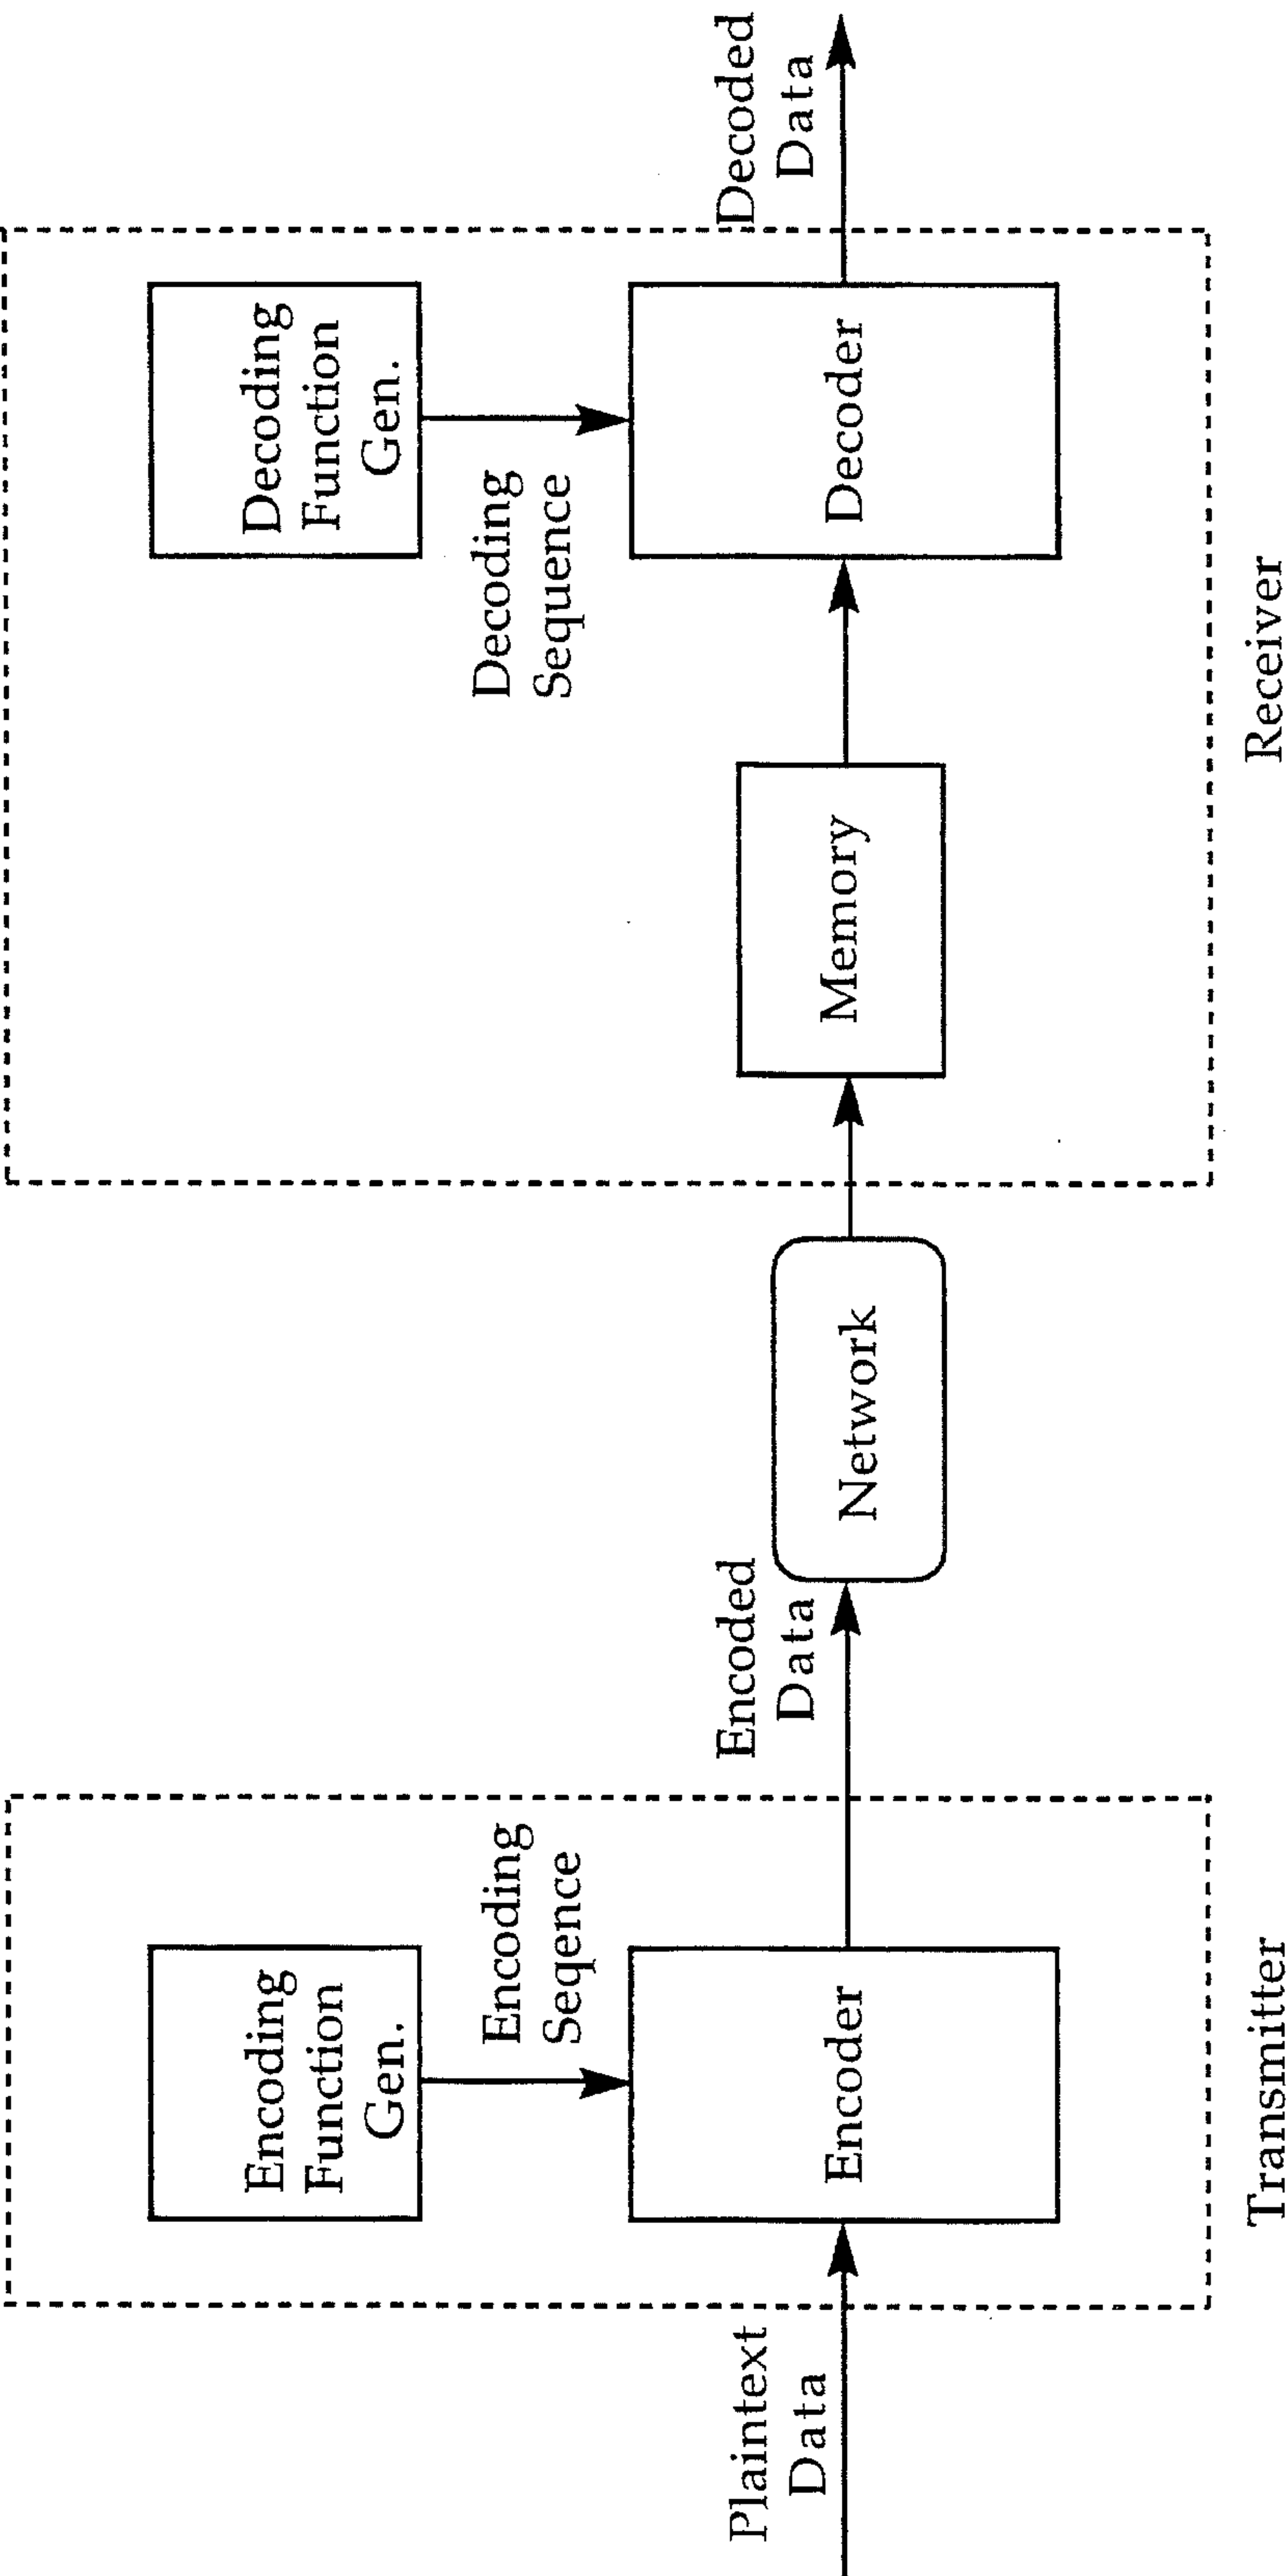 Plaintext
Data
Encoding
Function
Gen.
Encoding
Seqence
Encoder
Transmitter
Encoded
Data
Network
Memory
Decoding
Function
Gen.
Decoding
Sequence
Decoder
Receiver
Decoded
Data